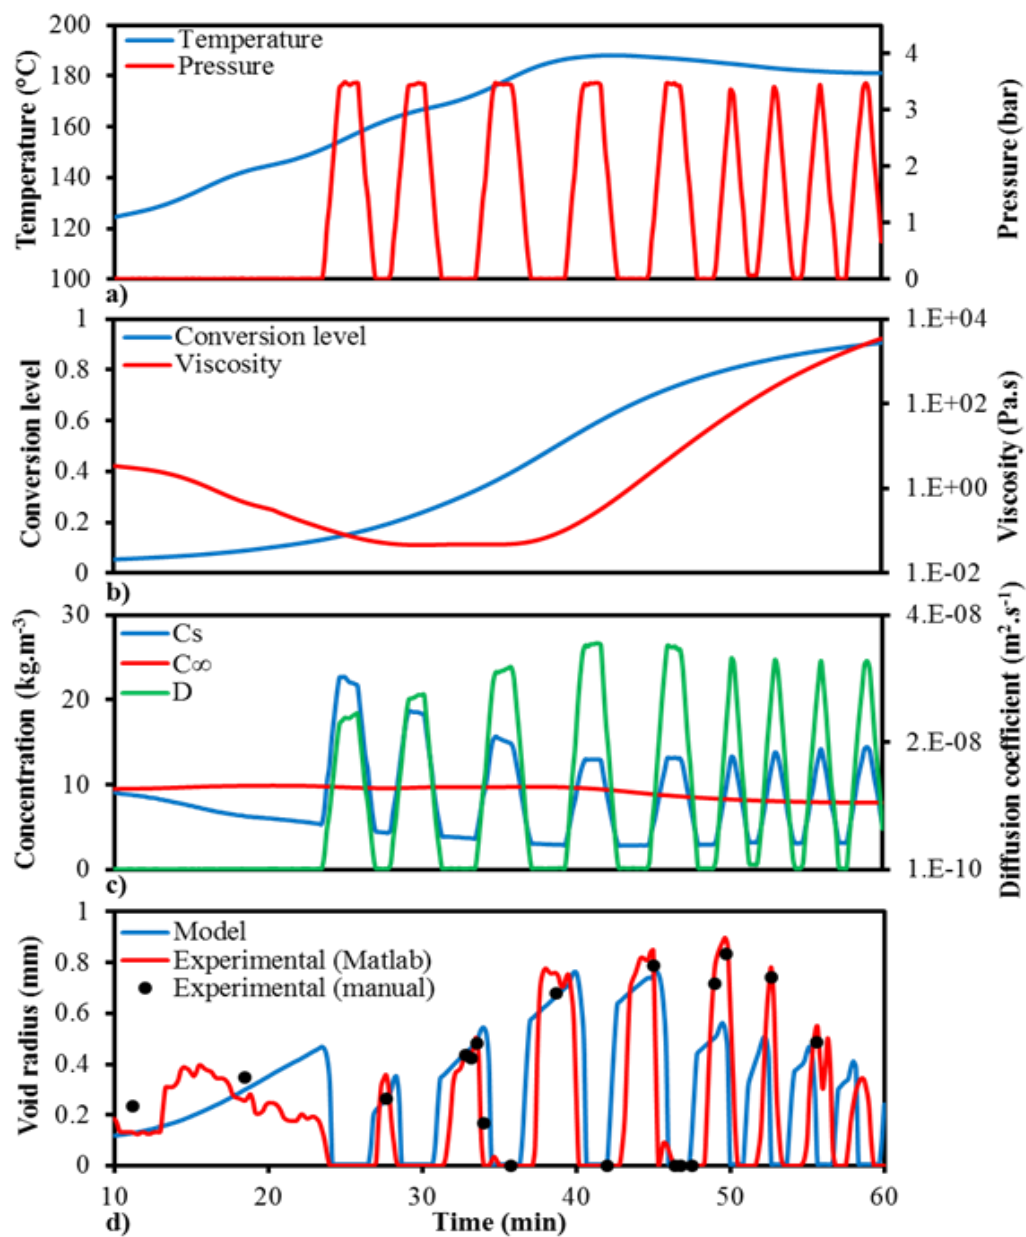 200
180
160
140
120
100
Temperature (°C)
Temperature
Pressure
4
3
2
1
0
Pressure (bar)
a)
1
0.8
0.6
0.4
0.2
0
Conversion level
Conversion level
Viscosity
1.E+04
1.E+02
1.E+00
1.E-02
Viscosity (Pa.s)
b)
30
20
10
0
Concentration (kg.m⁻³)
Cs
C∞
D
4.E-08
2.E-08
1.E-10
Diffusion coefficient (m².s⁻¹)
c)
1
0.8
0.6
0.4
0.2
0
Void radius (mm)
Model
Experimental (Matlab)
Experimental (manual)
10 20 30 40 50 60
d)
Time (min)